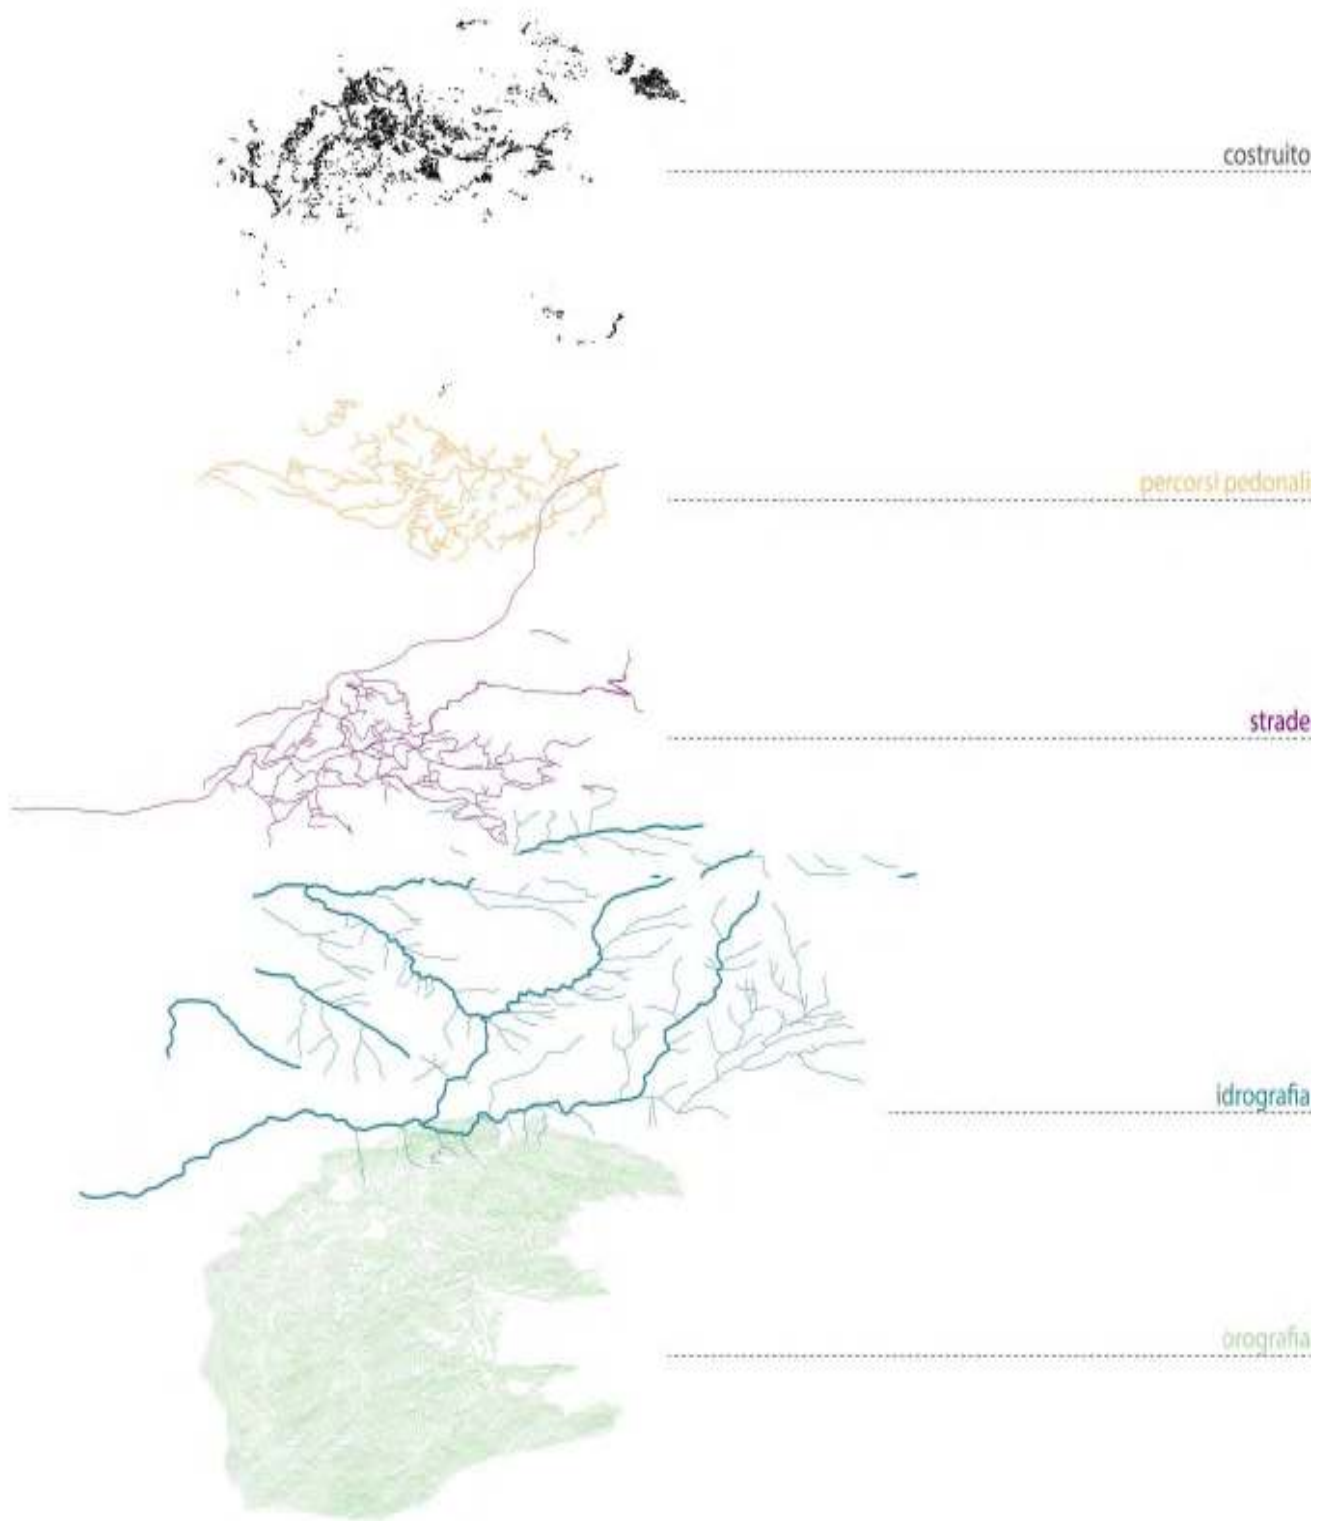 costruito
percorsi pedonali
strade
idrografia
orografia